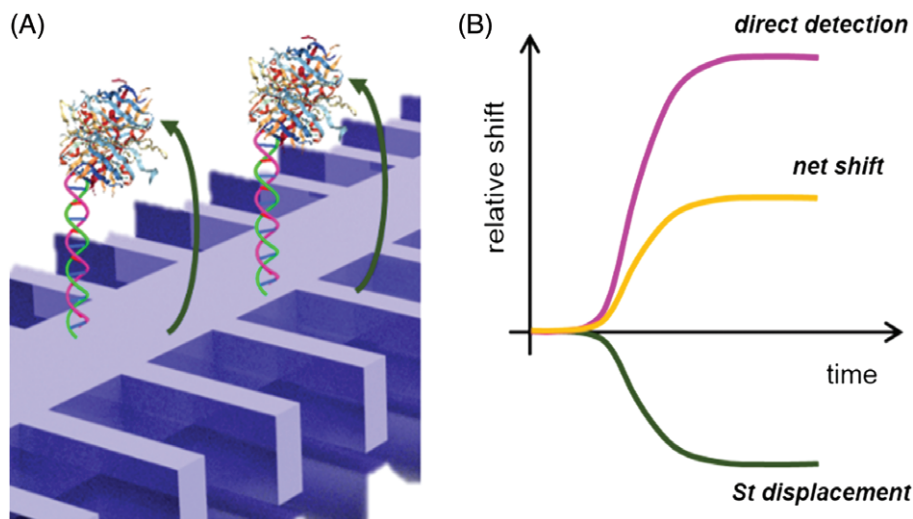 (A)
(B)
direct detection
net shift
relative shift
time
St displacement